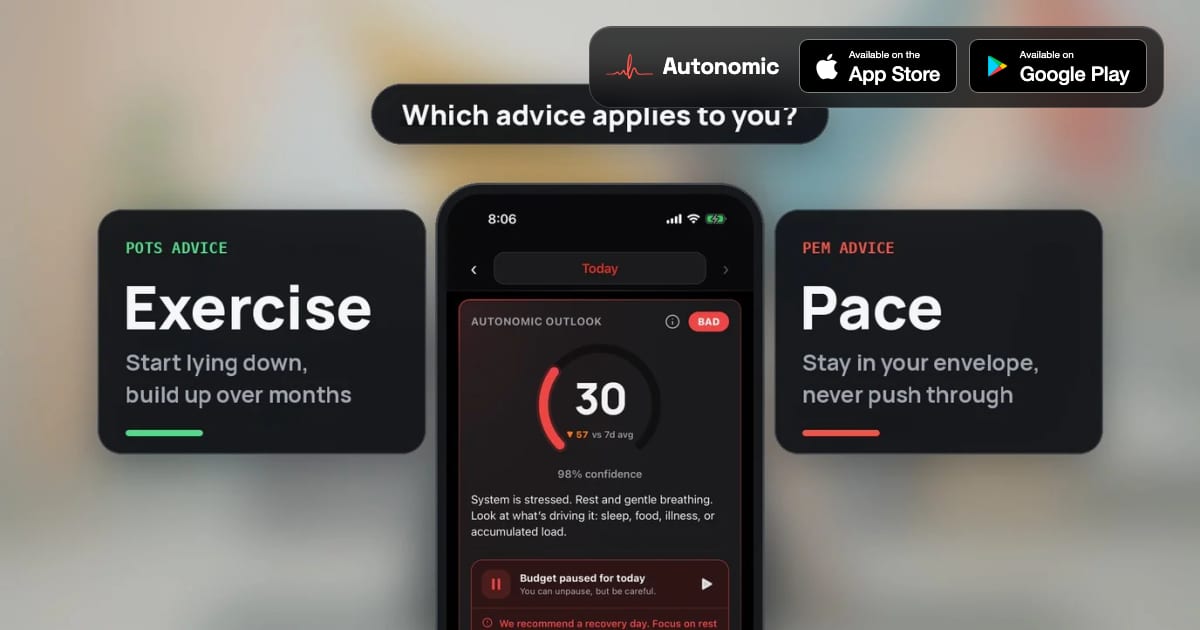 Autonomic
Available on the
App Store
Available on
Google Play
Which advice applies to you?
POTS ADVICE
Exercise
Start lying down,
build up over months
8:06
Today
AUTONOMIC OUTLOOK
BAD
30
▼ 57 vs 7d avg
98% confidence
System is stressed. Rest and gentle breathing.
Look at what's driving it: sleep, food, illness, or
accumulated load.
Budget paused for today
You can unpause, but be careful.
We recommend a recovery day. Focus on rest
PEM ADVICE
Pace
Stay in your envelope,
never push through